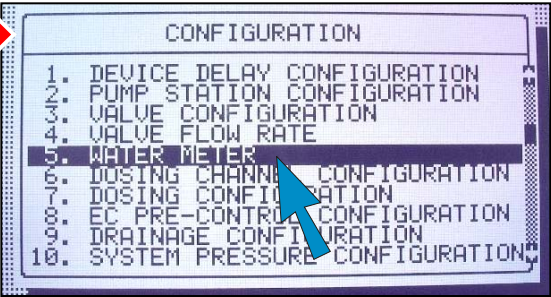 CONFIGURATION
1. DEVICE DELAY CONFIGURATION
2. PUMP STATION CONFIGURATION
3. VALVE CONFIGURATION
4. VALVE FLOW RATE
5. WATER METER
6. DOSING CHANNEL CONFIGURATION
7. DOSING CONFIGURATION
8. EC PRE-CONTROL CONFIGURATION
9. DRAINAGE CONFIGURATION
10. SYSTEM PRESSURE CONFIGURATION